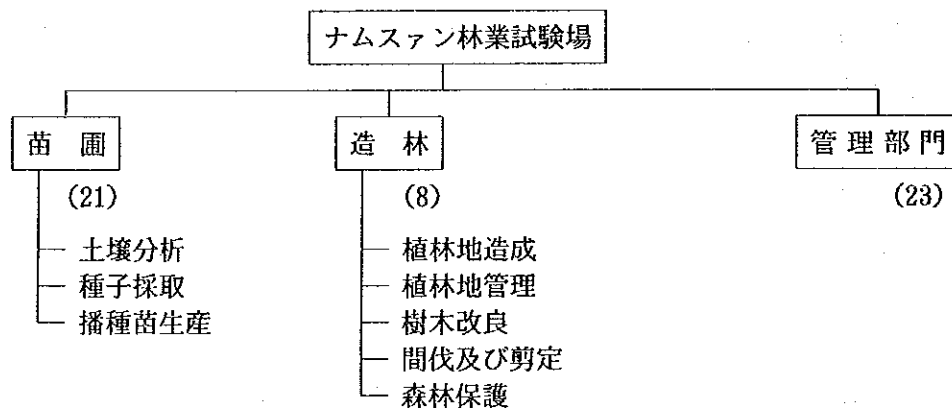 ナムスァン林業試験場
苗圃
造林
管理部門
(21)
(8)
(23)
土壌分析
種子採取
播種苗生産
植林地造成
植林地管理
樹木改良
間伐及び剪定
森林保護